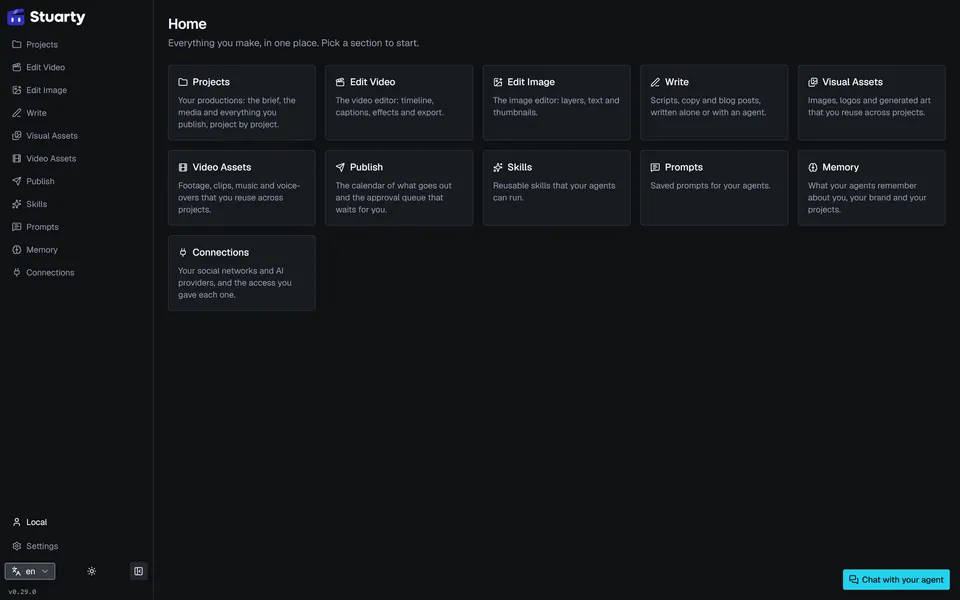 Stuarty
Projects
Edit Video
Edit Image
Write
Visual Assets
Video Assets
Publish
Skills
Prompts
Memory
Connections
Local
Settings
en
v0.29.0
Home
Everything you make, in one place. Pick a section to start.
Projects
Your productions: the brief, the
media and everything you
publish, project by project.
Edit Video
The video editor: timeline,
captions, effects and export.
Edit Image
The image editor: layers, text and
thumbnails.
Write
Scripts, copy and blog posts,
written alone or with an agent.
Visual Assets
Images, logos and generated art
that you reuse across projects.
Video Assets
Footage, clips, music and voice-
overs that you reuse across
projects.
Publish
The calendar of what goes out
and the approval queue that
waits for you.
Skills
Reusable skills that your agents
can run.
Prompts
Saved prompts for your agents.
Memory
What your agents remember
about you, your brand and your
projects.
Connections
Your social networks and AI
providers, and the access you
gave each one.
Chat with your agent